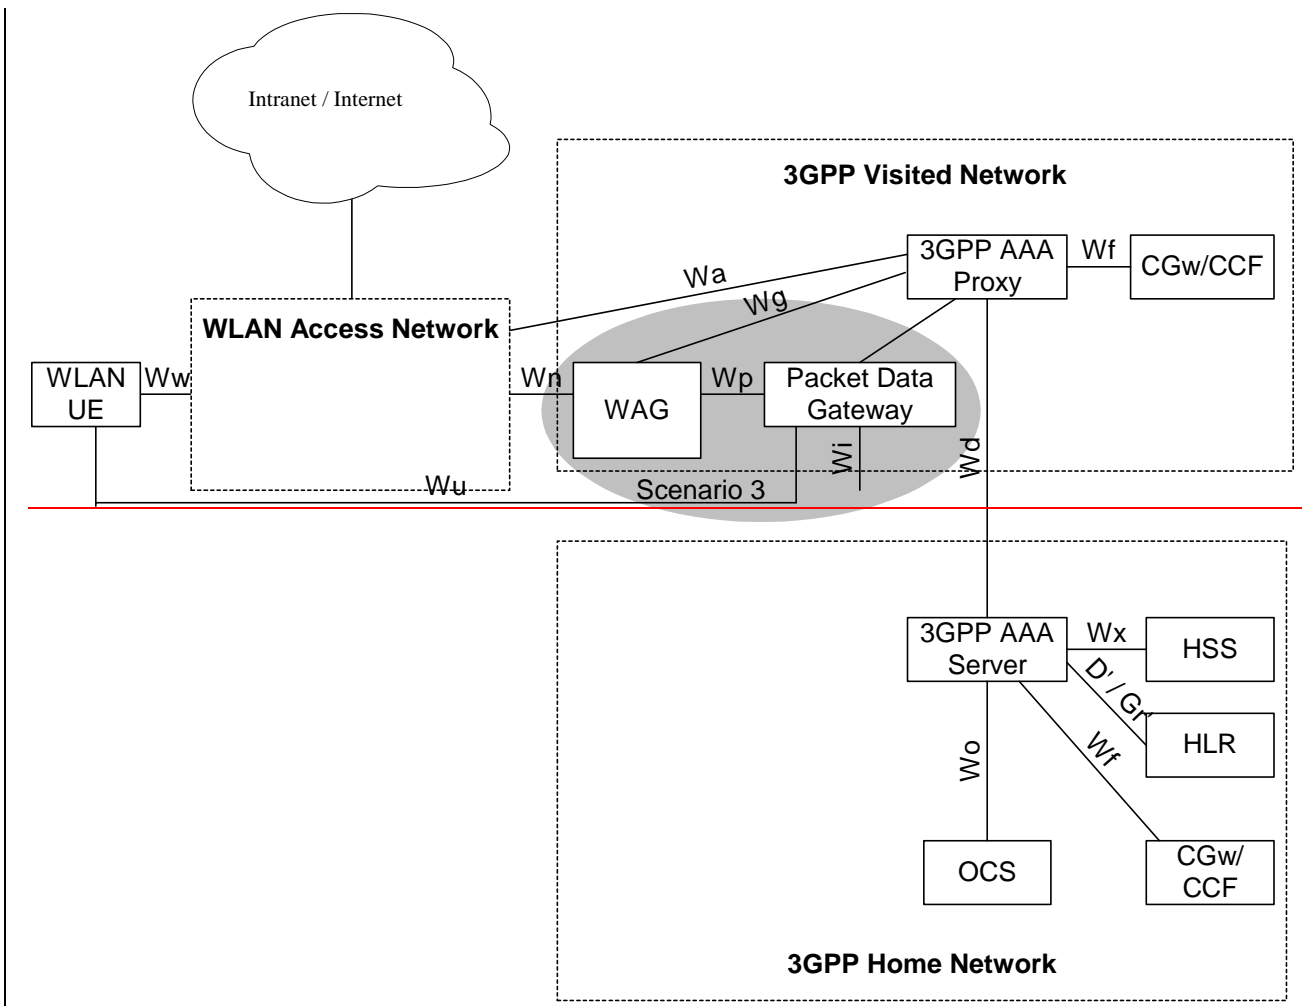 Intranet / Internet
3GPP Visited Network
3GPP AAA
Proxy
Wf
CGw/CCF
Wa
Wg
WLAN Access Network
WLAN
UE
Ww
Wn
WAG
Wp
Packet Data
Gateway
Wi
Wd
Wu
Scenario 3
3GPP AAA
Server
Wx
HSS
D' / Gr'
HLR
Wf
Wo
OCS
CGw/
CCF
3GPP Home Network